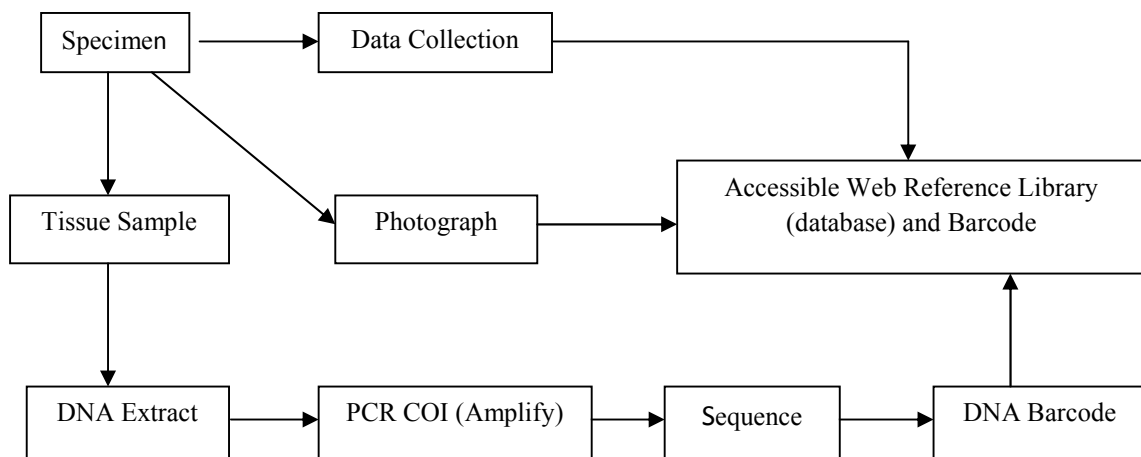 Specimen
Data Collection
Tissue Sample
Photograph
Accessible Web Reference Library
(database) and Barcode
DNA Extract
PCR COI (Amplify)
Sequence
DNA Barcode